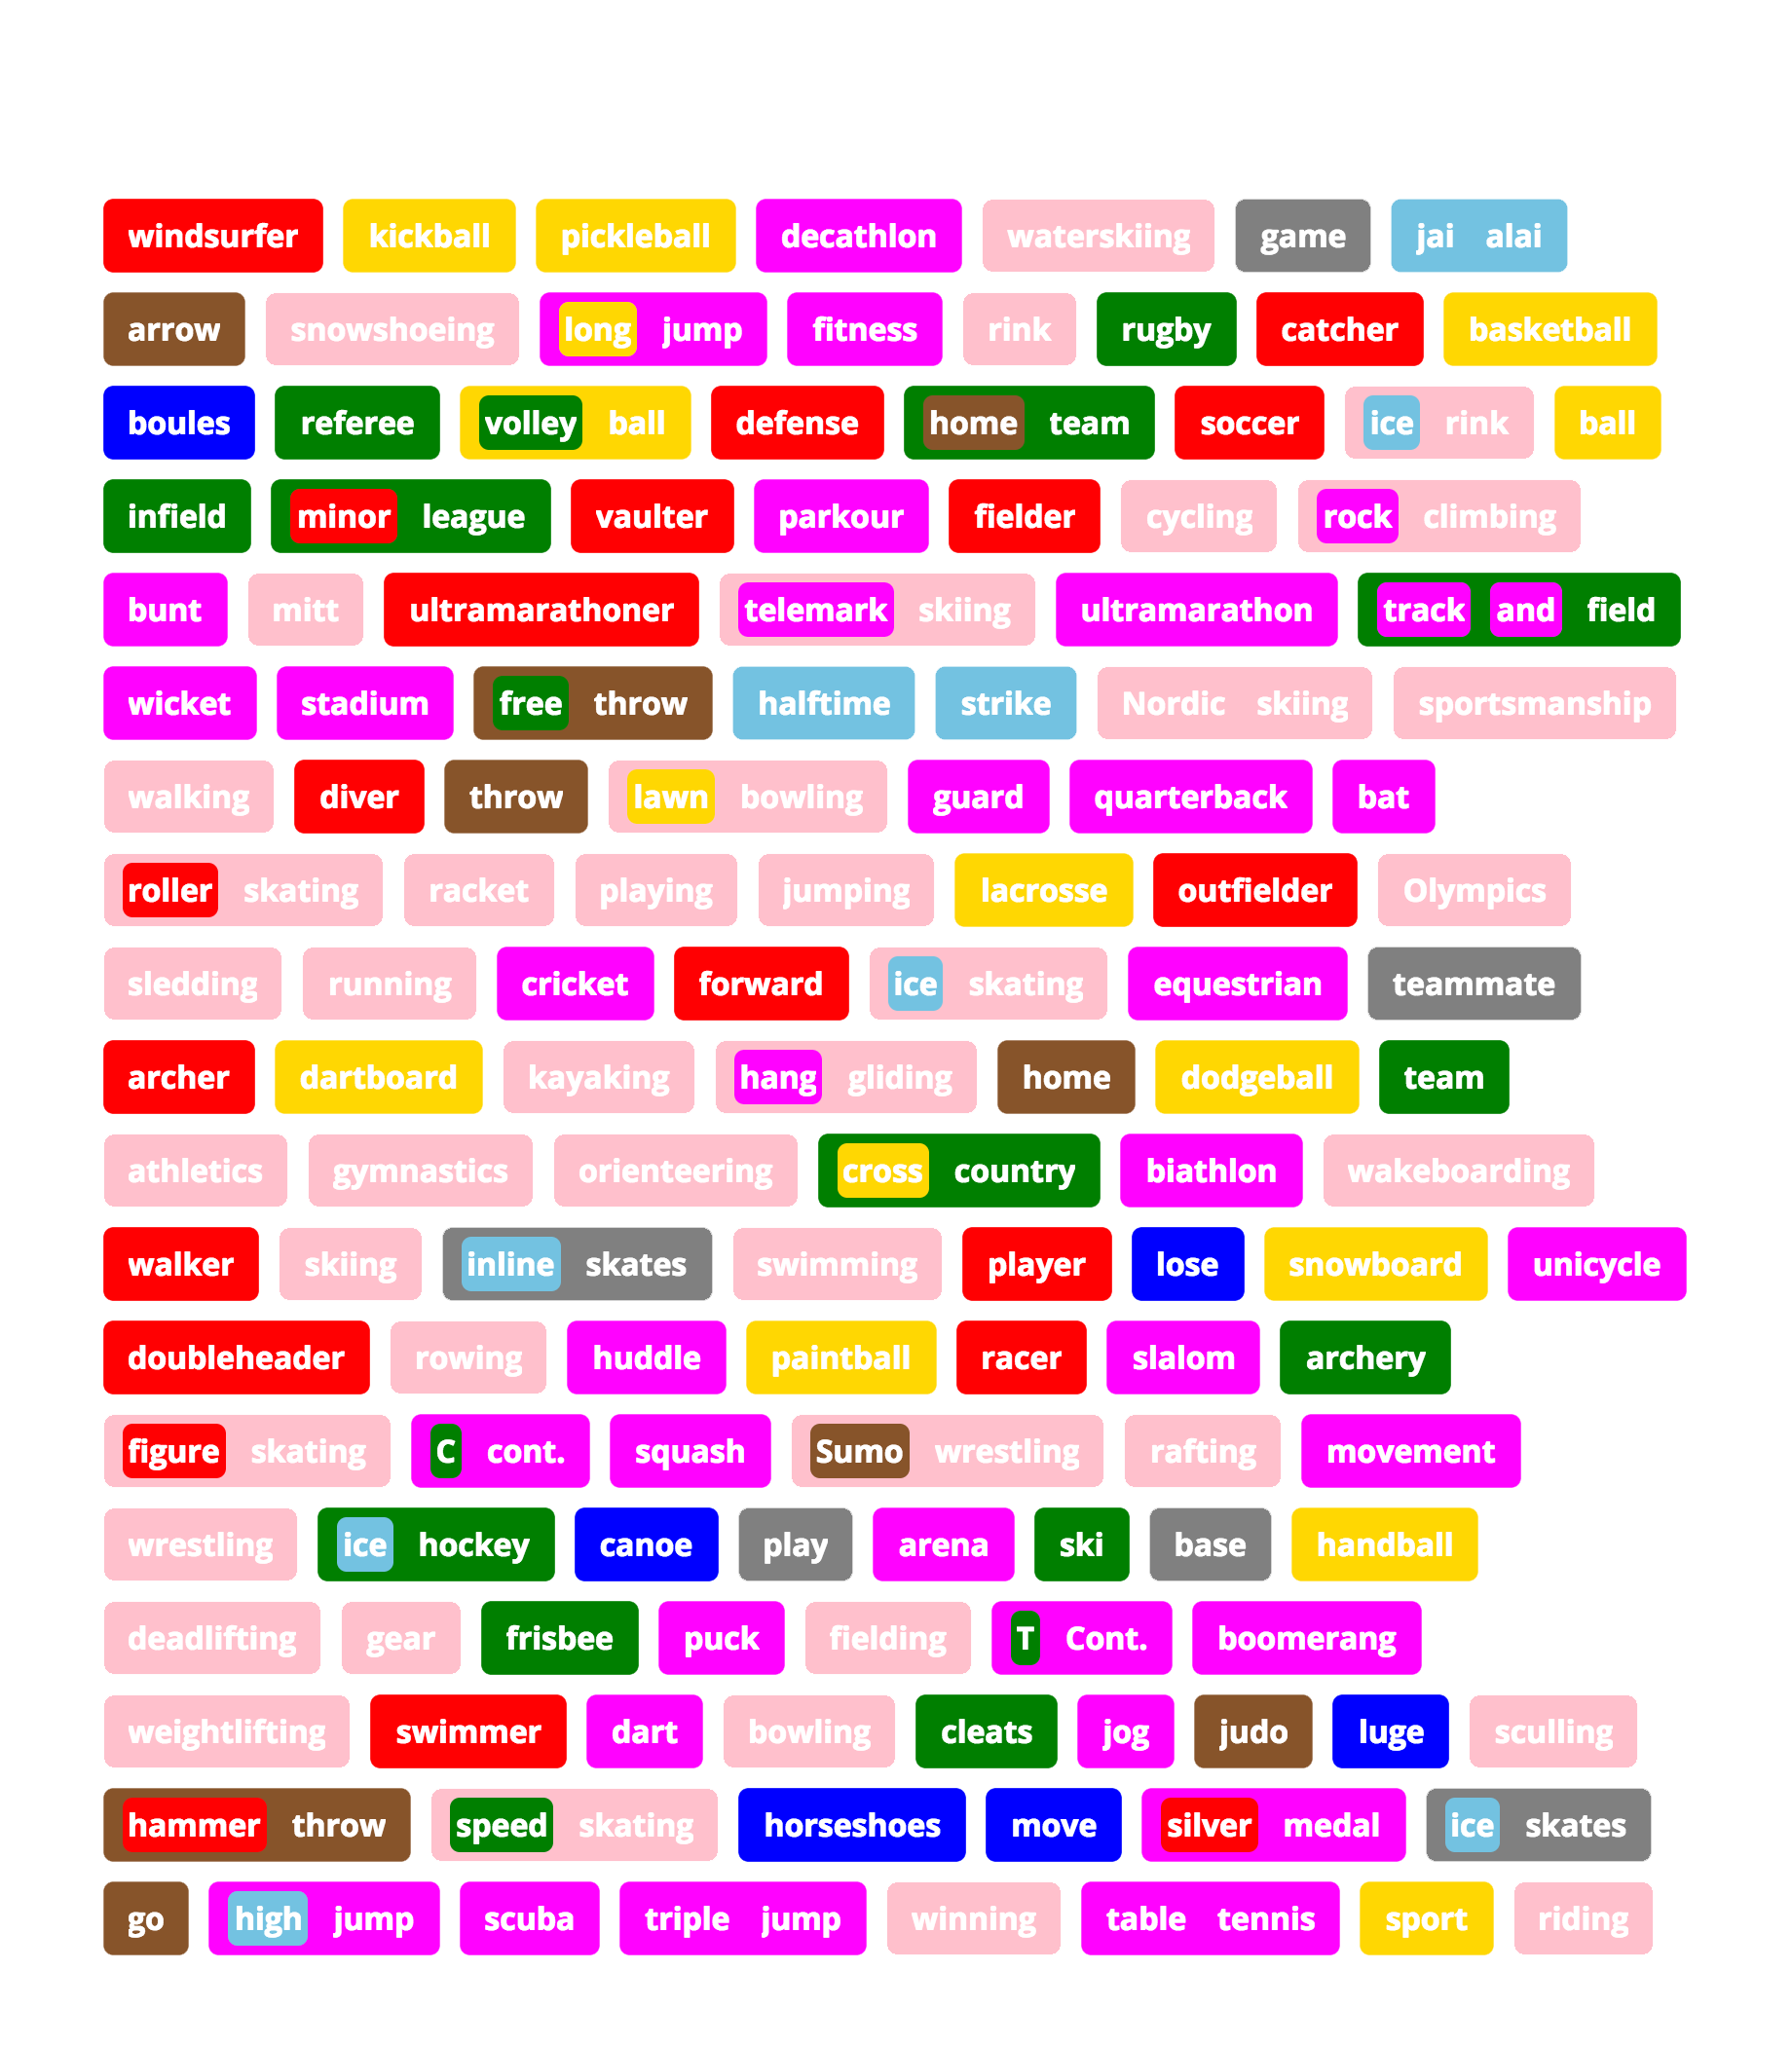 windsurfer kickball pickleball decathlon waterskiing game jai alai
arrow snowshoeing long jump fitness rink rugby catcher basketball
boules referee volley ball defense home team soccer ice rink ball
infield minor league vaulter parkour fielder cycling rock climbing
bunt mitt ultramarathoner telemark skiing ultramarathon track and field
wicket stadium free throw halftime strike Nordic skiing sportsmanship
walking diver throw lawn bowling guard quarterback bat
roller skating racket playing jumping lacrosse outfielder Olympics
sledding running cricket forward ice skating equestrian teammate
archer dartboard kayaking hang gliding home dodgeball team
athletics gymnastics orienteering cross country biathlon wakeboarding
walker skiing inline skates swimming player lose snowboard unicycle
doubleheader rowing huddle paintball racer slalom archery
figure skating C cont. squash Sumo wrestling rafting movement
wrestling ice hockey canoe play arena ski base handball
deadlifting gear frisbee puck fielding T Cont. boomerang
weightlifting swimmer dart bowling cleats jog judo luge sculling
hammer throw speed skating horseshoes move silver medal ice skates
go high jump scuba triple jump winning table tennis sport riding